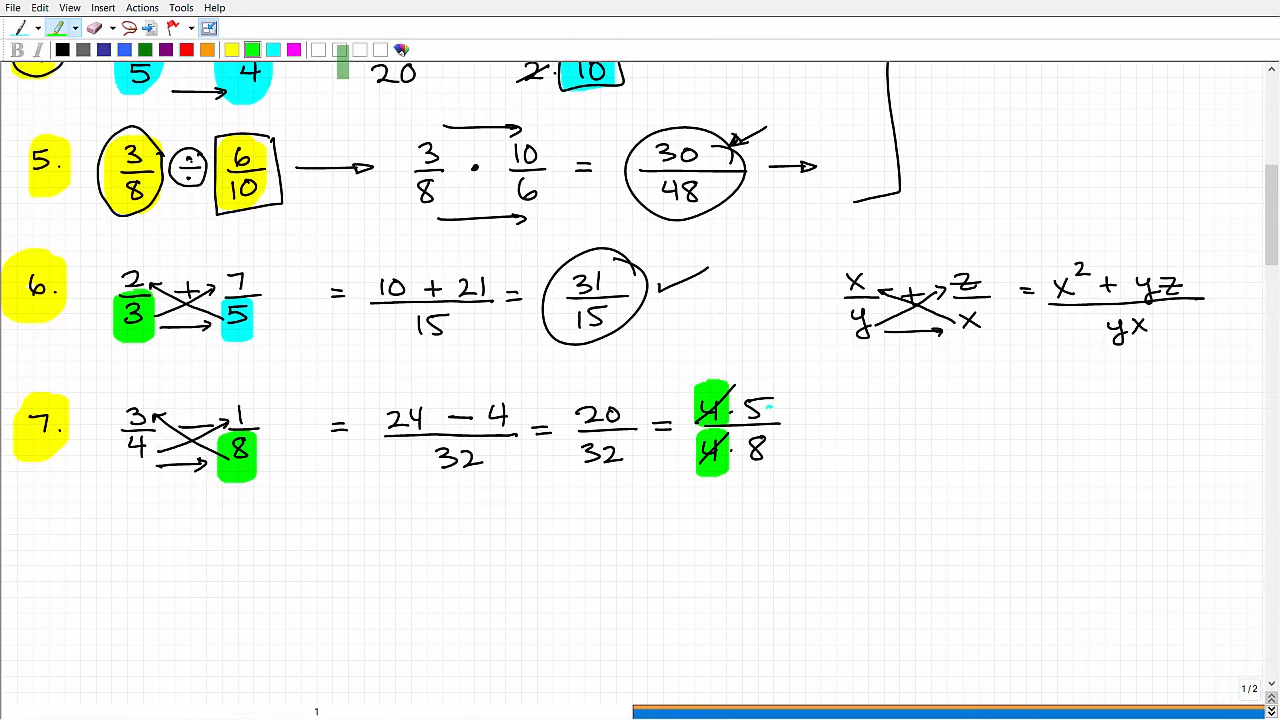 File Edit View Insert Actions Tools Help
B I
5 4 20 2 · 10
5. 3/8 ÷ 6/10 → 3/8 · 10/6 = 30/48 →
6. 2/3 + 7/5 = (10 + 21)/15 = 31/15 ✓ x/y + z/x = (x² + yz)/yx
7. 3/4 − 1/8 = (24 − 4)/32 = 20/32 = (4 · 5)/(4 · 8)
1/2
1